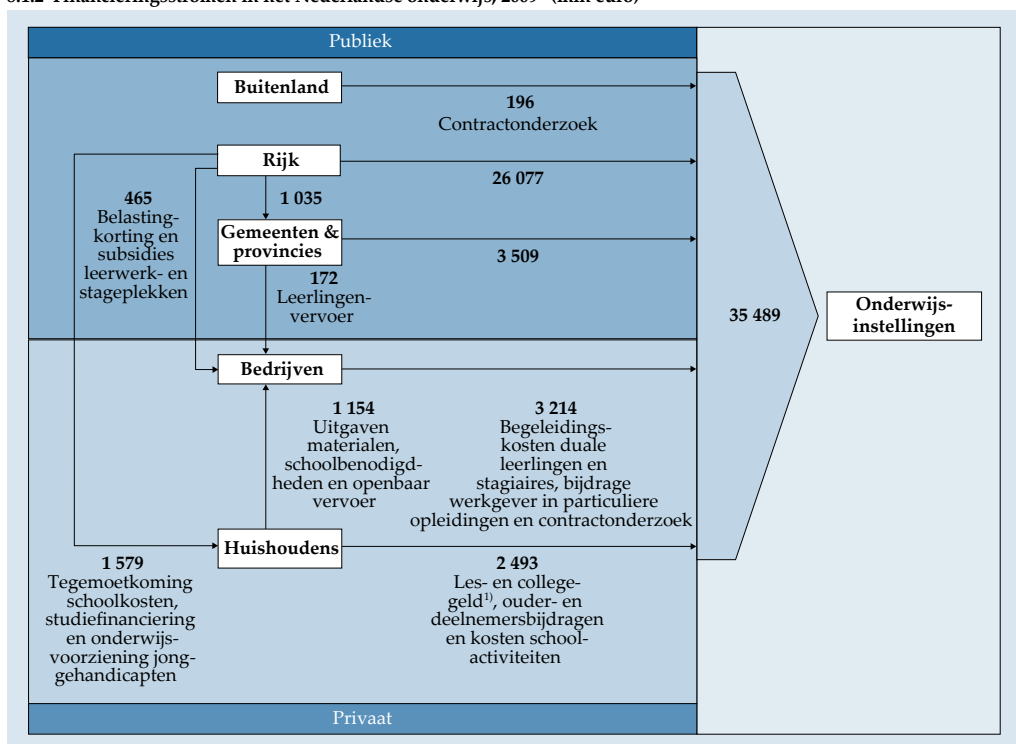 Publiek
Buitenland
196
Contractonderzoek
Rijk
26 077
1 035
465
Belasting-
korting en
subsidies
leerwerk- en
stageplekken
Gemeenten &
provincies
3 509
172
Leerlingen-
vervoer
35 489
Onderwijs-
instellingen
Bedrijven
1 154
Uitgaven
materialen,
schoolbenodigd-
heden en openbaar
vervoer
3 214
Begeleidings-
kosten duale
leerlingen en
stagiaires, bijdrage
werkgever in particuliere
opleidingen en contractonderzoek
Huishoudens
1 579
Tegemoetkoming
schoolkosten,
studiefinanciering
en onderwijs-
voorziening jong-
gehandicapten
2 493
Les- en college-
geld1), ouder- en
deelnemersbijdragen
en kosten school-
activiteiten
Privaat